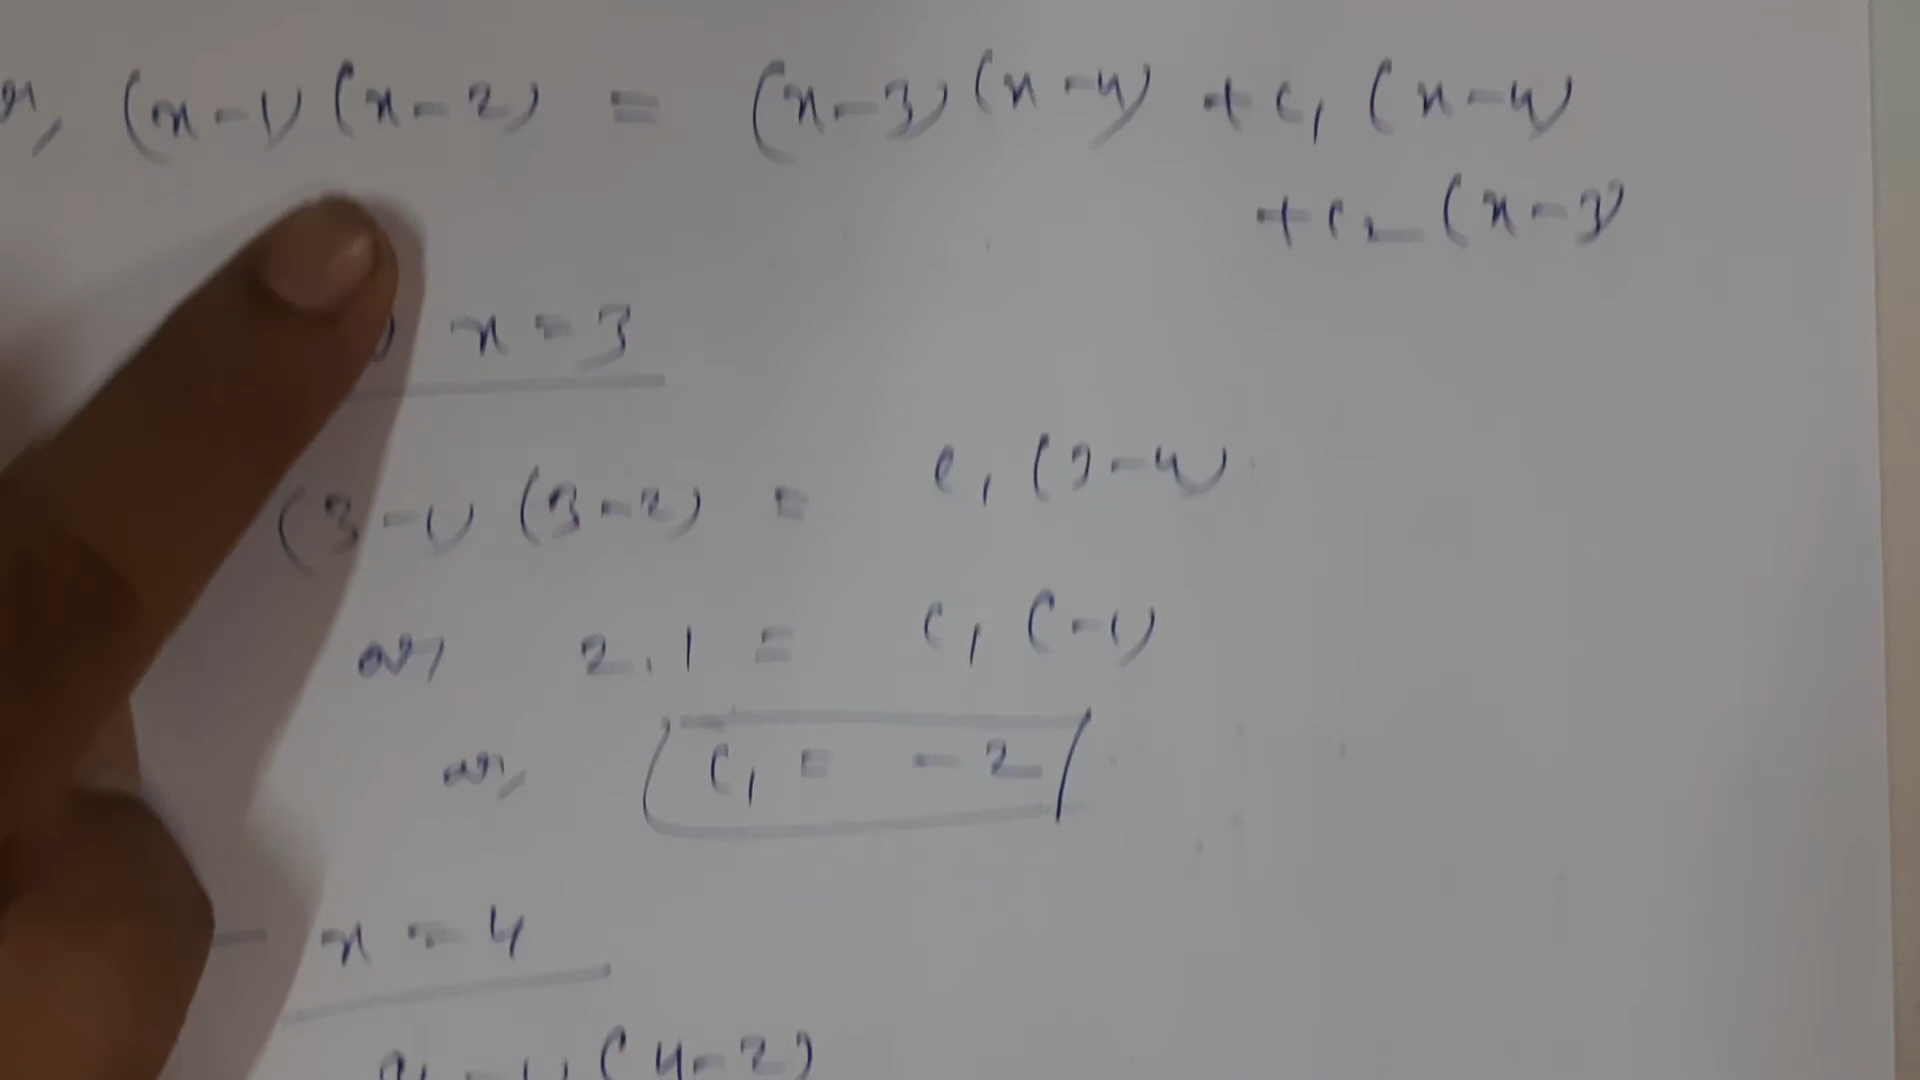 or, (x-1) (x-2) = (x-3) (x-4) + c₁ (x-4)
+ c₂ (x-3)
x = 3
(3-1) (3-2) = c₁ (3-4)
or, 2.1 = c₁ (-1)
or, c₁ = -2
x = 4
(4-2)